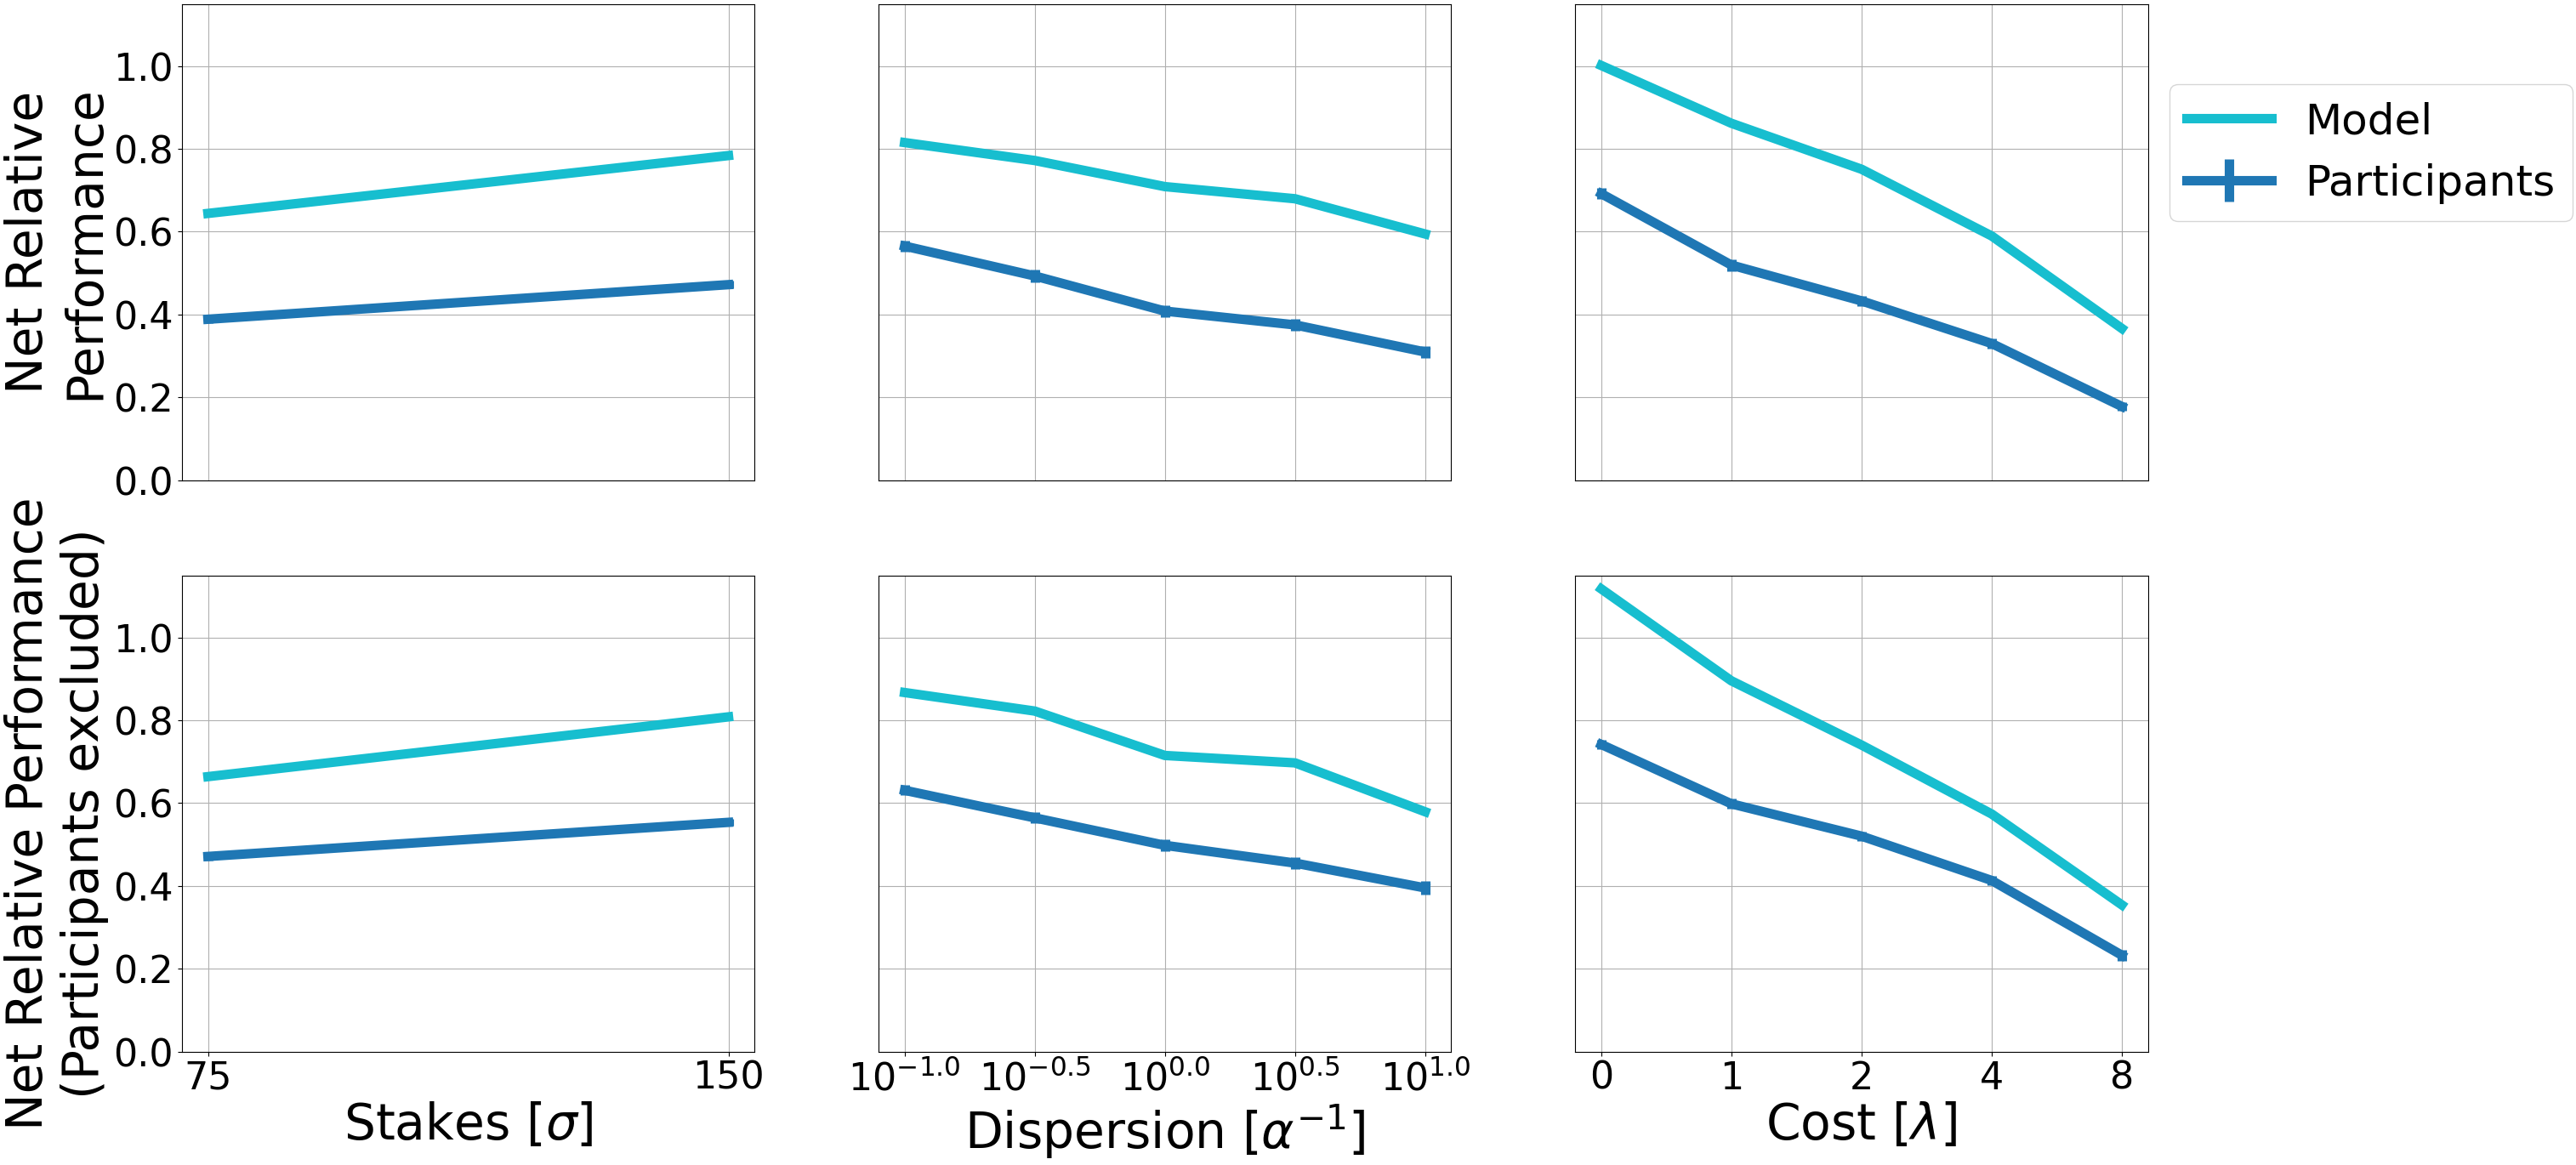 Net Relative
Performance
1.0
0.8
0.6
0.4
0.2
0.0
Model
Participants
Net Relative Performance
(Participants excluded)
1.0
0.8
0.6
0.4
0.2
0.0
75 150
Stakes [σ]
10^{-1.0} 10^{-0.5} 10^{0.0} 10^{0.5} 10^{1.0}
Dispersion [α^{-1}]
0 1 2 4 8
Cost [λ]